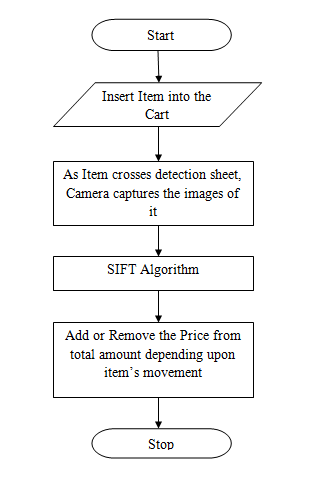 Start
Insert Item into the
Cart
As Item crosses detection sheet,
Camera captures the images of
it
SIFT Algorithm
Add or Remove the Price from
total amount depending upon
item's movement
Stop